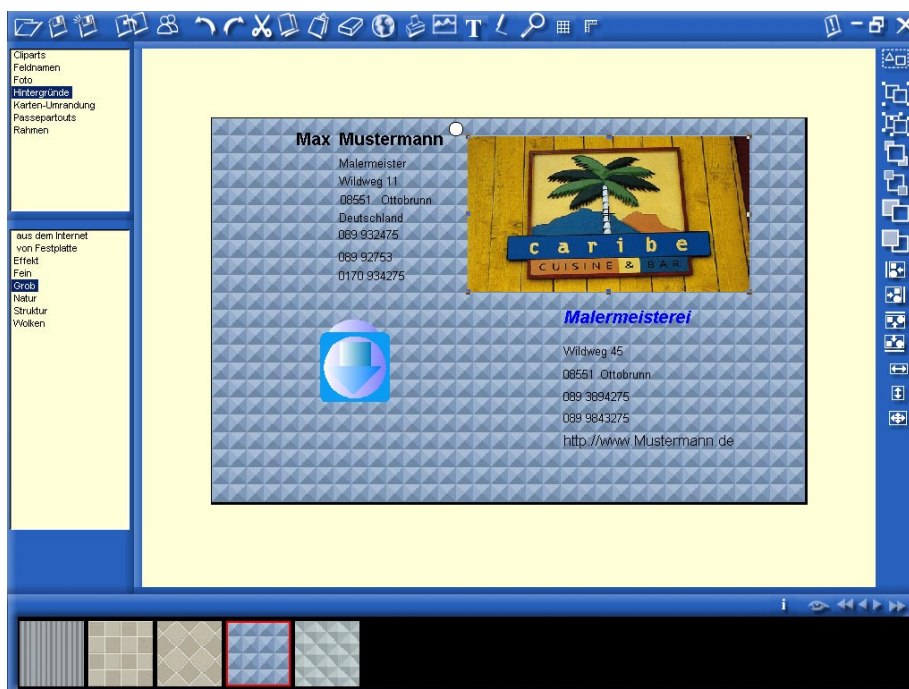 T
Cliparts
Feldnamen
Foto
Hintergründe
Karten-Umrandung
Passepartouts
Rahmen
aus dem Internet
von Festplatte
Effekt
Fein
Grob
Natur
Struktur
Wolken
Max Mustermann
Malermeister
Wildweg 11
08551 Ottobrunn
Deutschland
089 932475
089 92753
0170 934275
caribe
CUISINE & BAR
Malermeisterei
Wildweg 45
08551 Ottobrunn
089 3894275
089 9843275
http://www.Mustermann.de
i